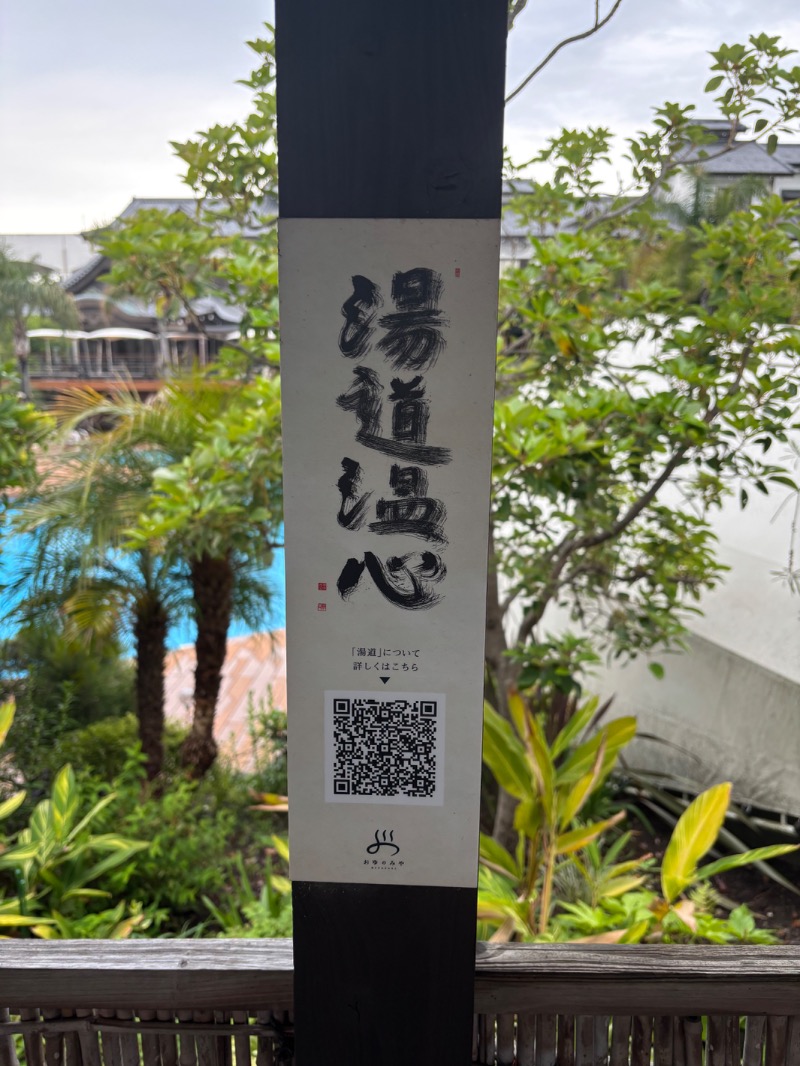 湯道温心
「湯道」について
詳しくはこちら
おゆのみや